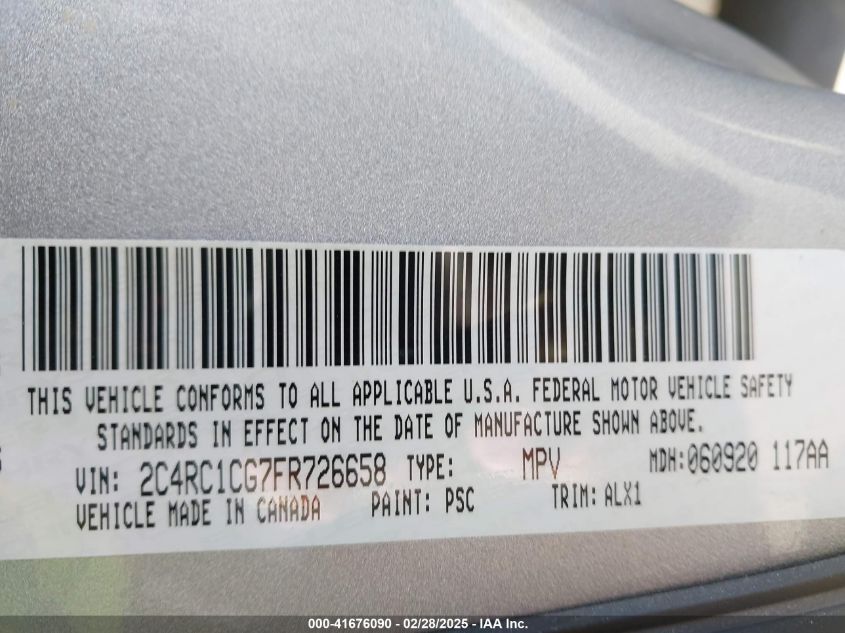 THIS VEHICLE CONFORMS TO ALL APPLICABLE U.S.A. FEDERAL MOTOR VEHICLE SAFETY
STANDARDS IN EFFECT ON THE DATE OF MANUFACTURE SHOWN ABOVE.
VIN: 2C4RC1CG7FR726658 TYPE: MPV MDH:060920 117AA
VEHICLE MADE IN CANADA PAINT: PSC TRIM: ALX1
000-41676090 - 02/28/2025 - IAA Inc.